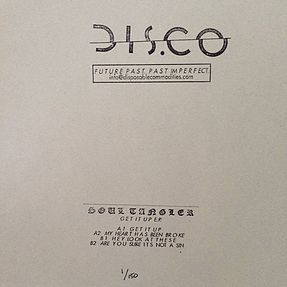 DIS.CO
FUTURE PAST. PAST IMPERFECT.
info@disposablecommodities.com
SOUL TANGLER
GET IT UP EP.
A1 GET IT UP
A2 MY HEART HAS BEEN BROKE
B1 HEY LOOK AT THESE
B2 ARE YOU SURE IT'S NOT A SIN
1/150